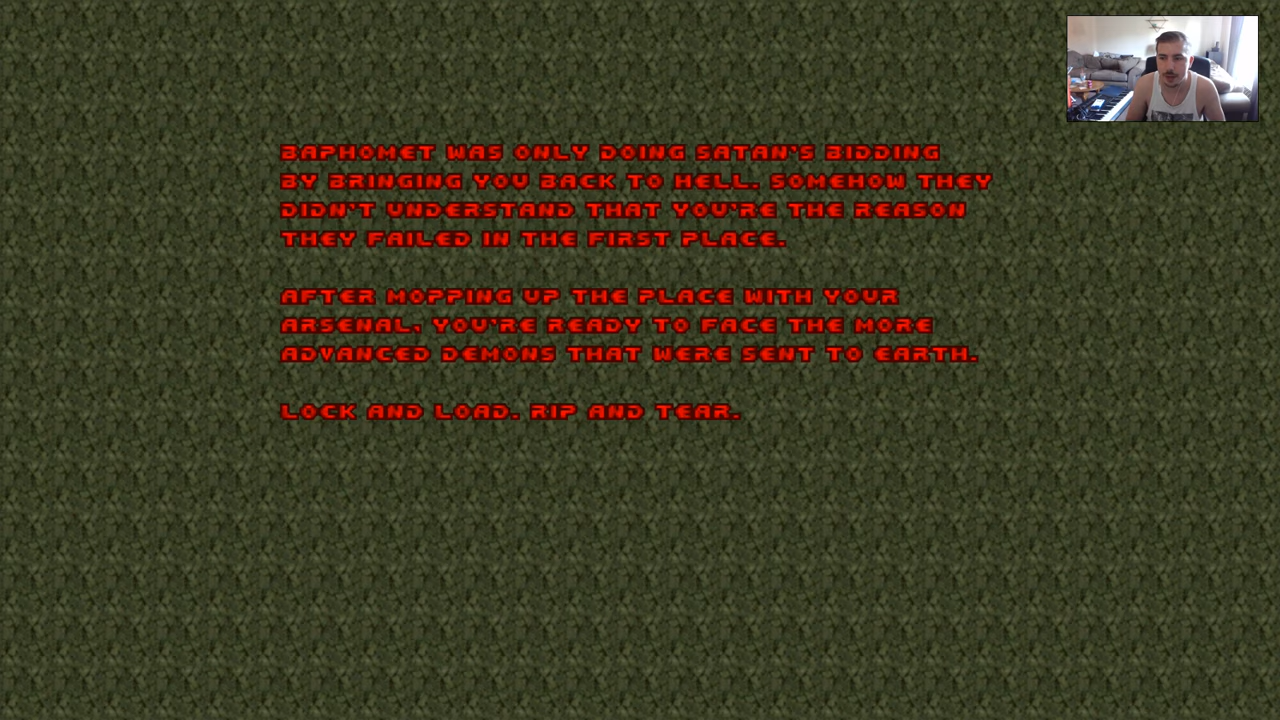 BAPHOMET WAS ONLY DOING SATAN'S BIDDING
BY BRINGING YOU BACK TO HELL. SOMEHOW THEY
DIDN'T UNDERSTAND THAT YOU'RE THE REASON
THEY FAILED IN THE FIRST PLACE.
AFTER MOPPING UP THE PLACE WITH YOUR
ARSENAL, YOU'RE READY TO FACE THE MORE
ADVANCED DEMONS THAT WERE SENT TO EARTH.
LOCK AND LOAD. RIP AND TEAR.